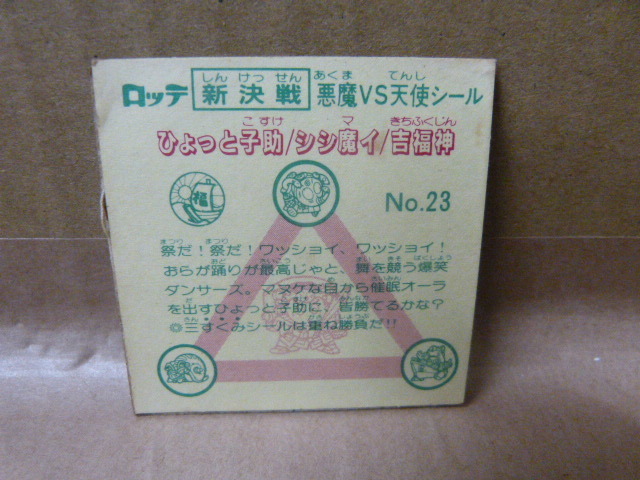 ロッテ 新決戦 悪魔VS天使シール
ひょっと子助/シシ魔イ/吉福神
福
No.23
祭だ!祭だ!ワッショイ、ワッショイ!
おらが踊りが最高じゃと、舞を競う爆笑
ダンサーズ。マヌケな目から催眠オーラ
を出すひょっと子助に、皆勝てるかな?
◎三すくみシールは重ね勝負だ!!